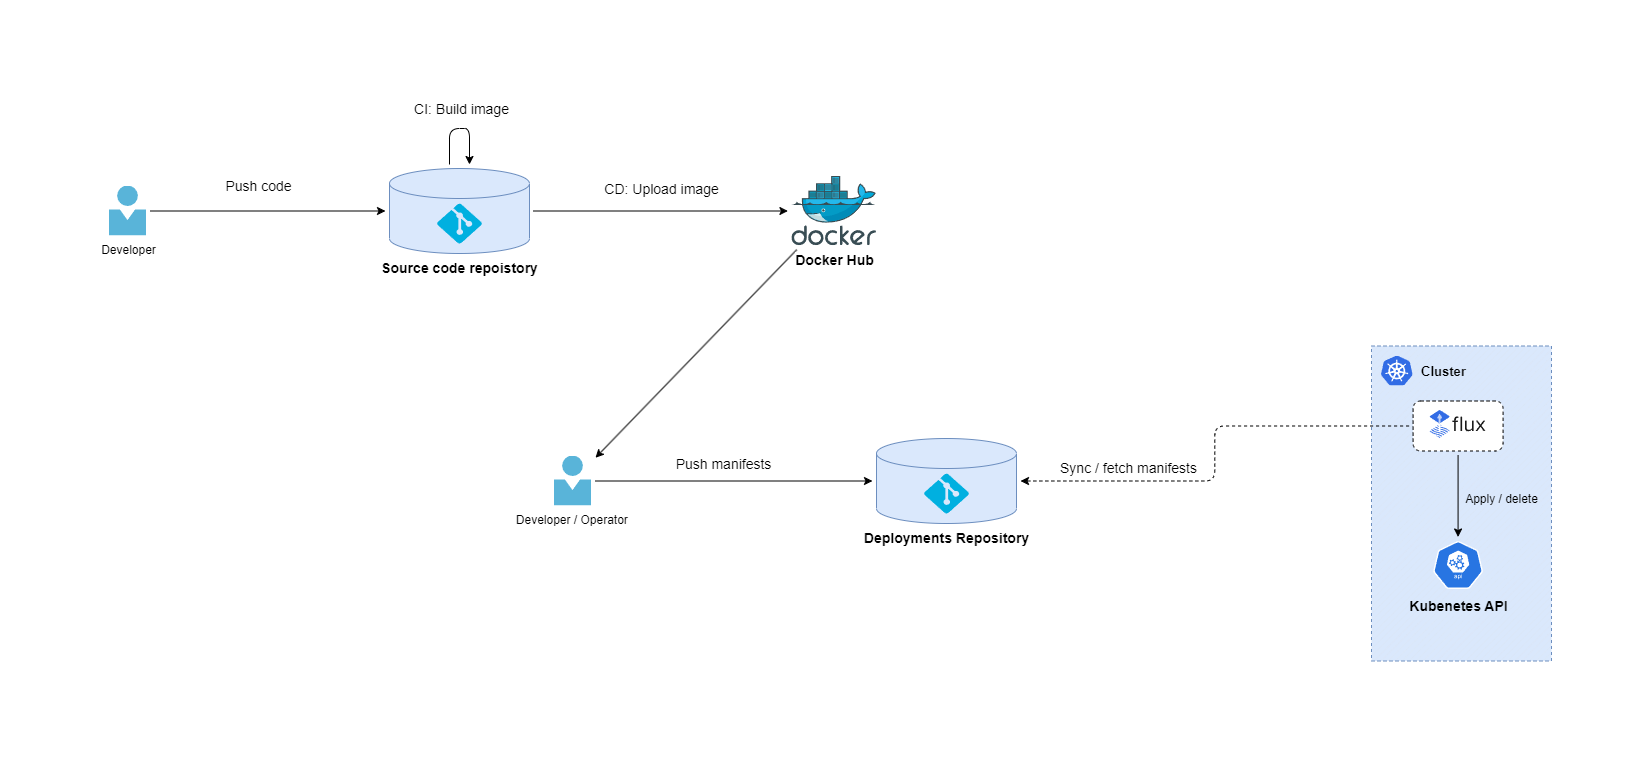 CI: Build image
Push code
CD: Upload image
docker
Developer
Docker Hub
Source code repoistory
Cluster
flux
Push manifests
Sync / fetch manifests
Apply / delete
Developer / Operator
Deployments Repository
api
Kubenetes API